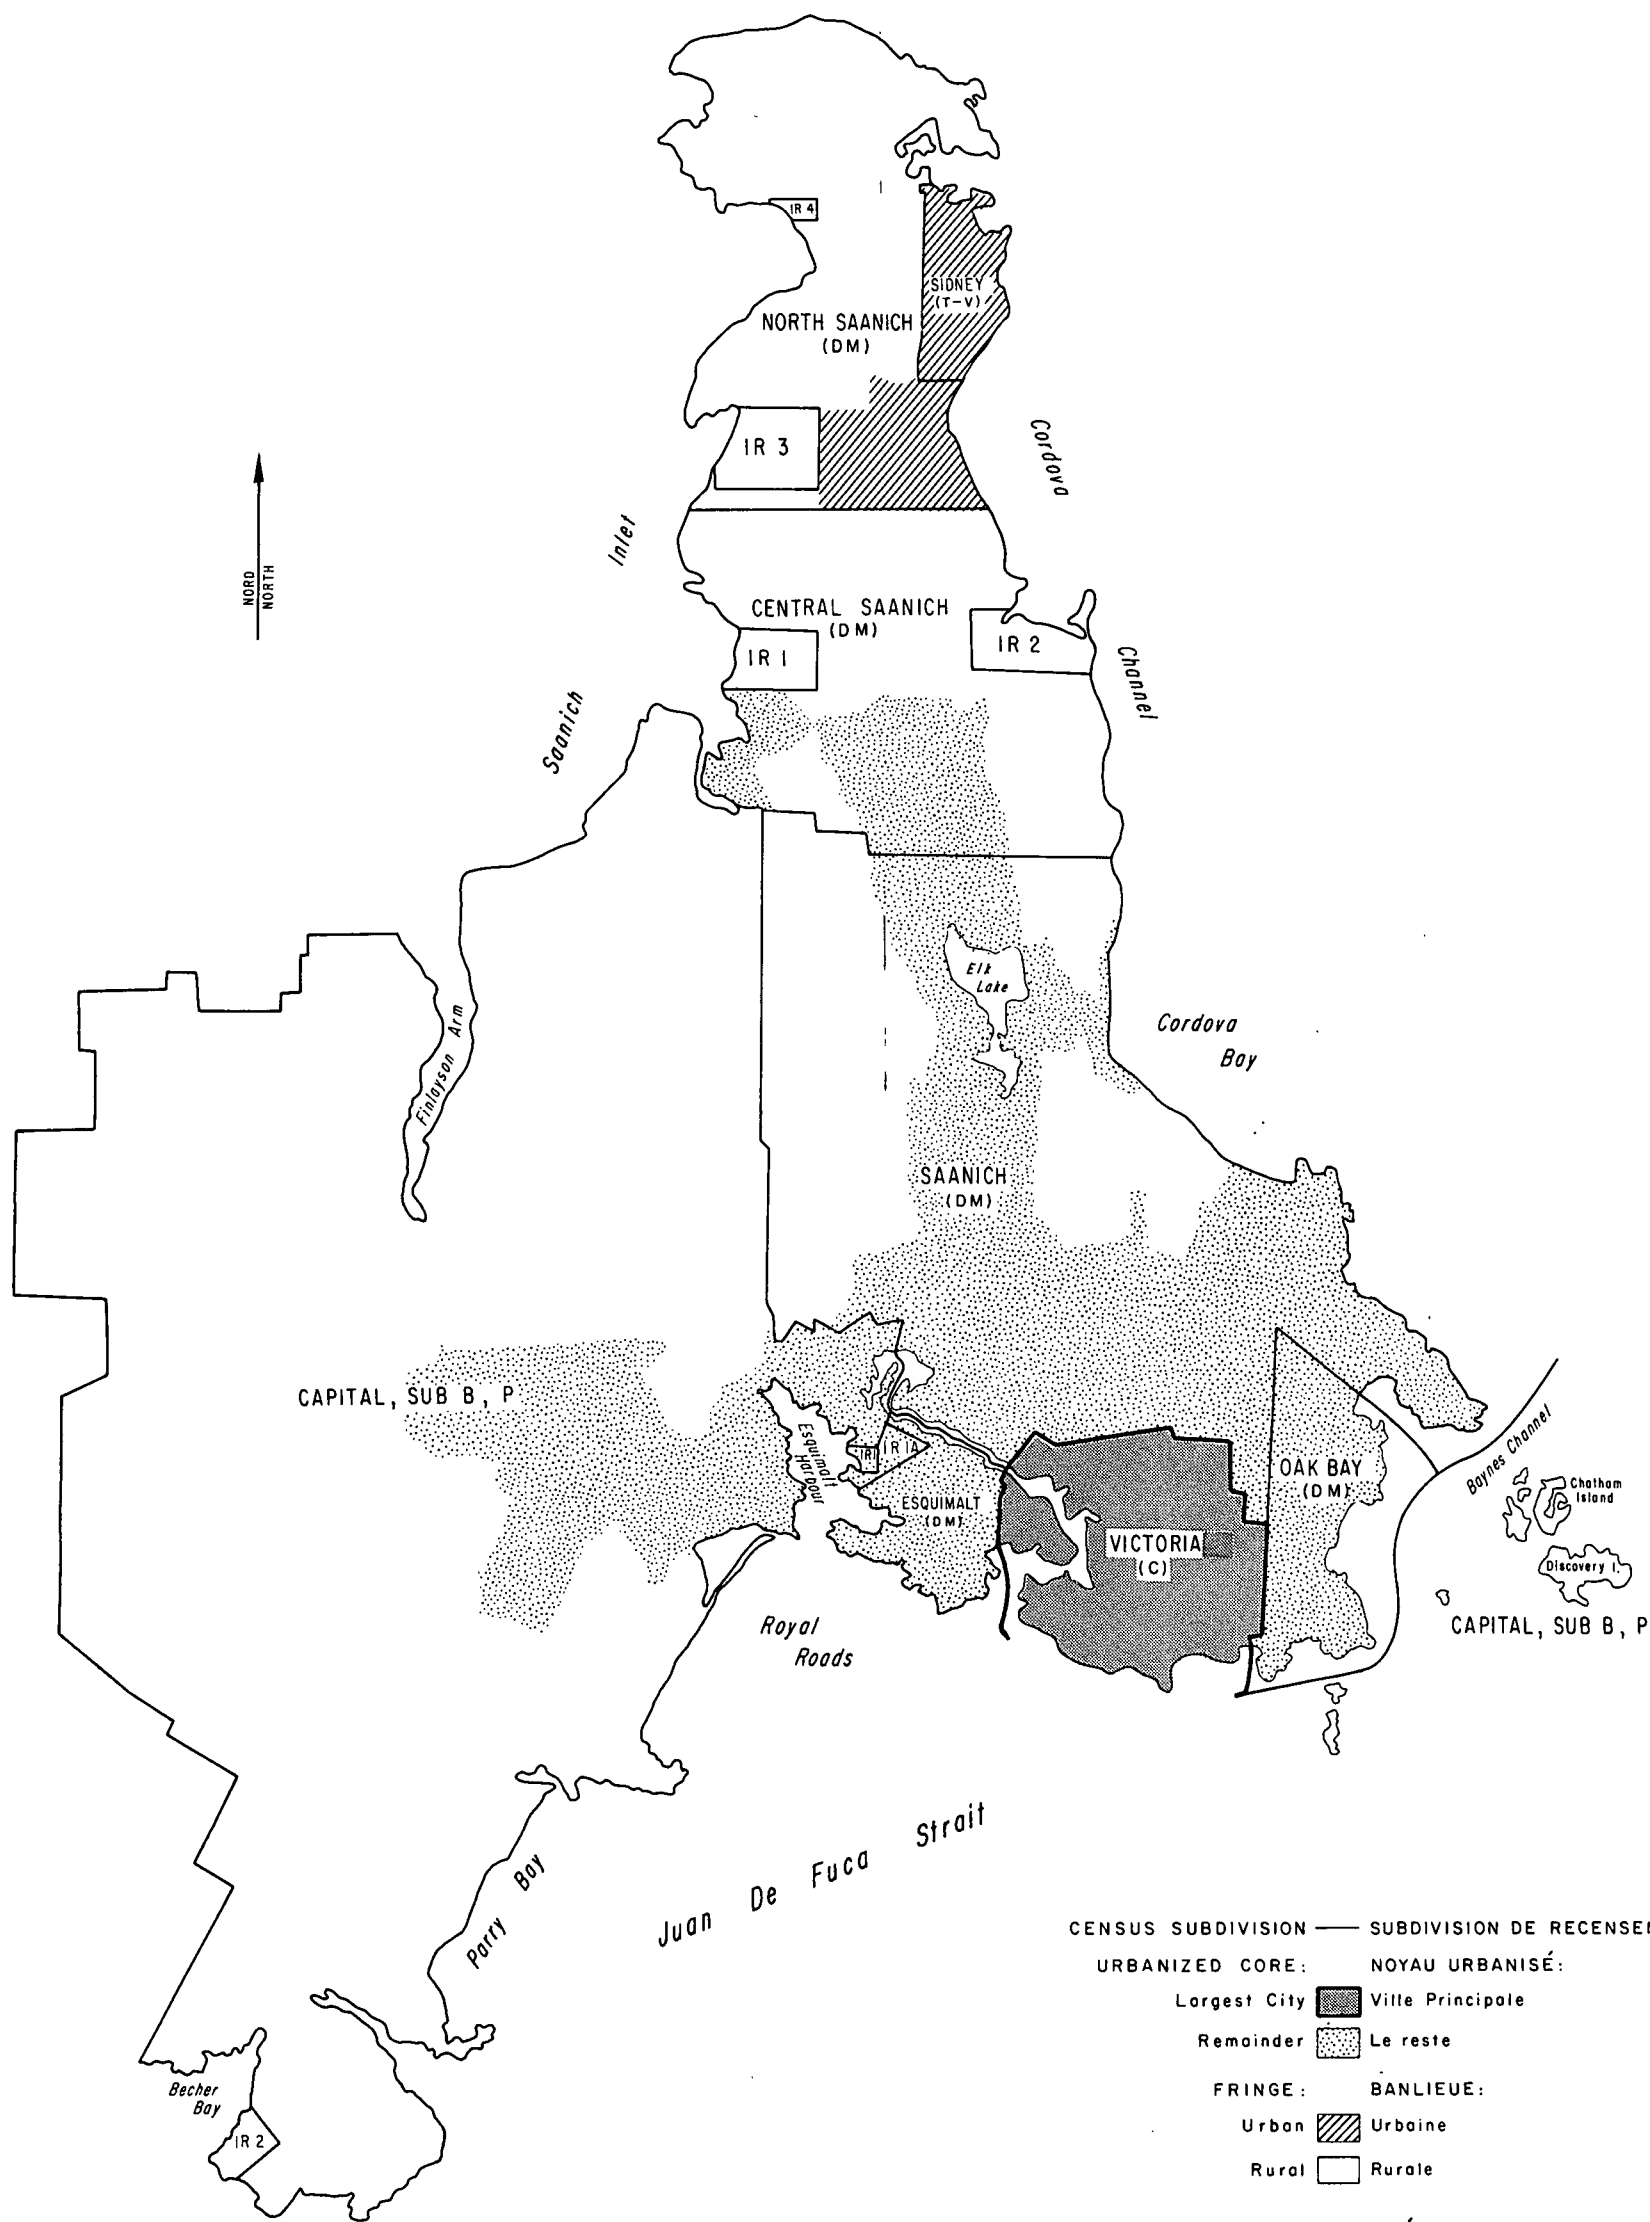 IR 4
SIDNEY
(T-V)
NORTH SAANICH
(DM)
IR 3
Cordova
Inlet
NORD
NORTH
CENTRAL SAANICH
(DM)
IR 1
IR 2
Channel
Saanich
Elk
Lake
Finlayson Arm
Cordova
Bay
SAANICH
(DM)
CAPITAL, SUB B, P
Esquimalt
Harbour
IR 1
IR 1A
ESQUIMALT
(DM)
OAK BAY
(DM)
Baynes Channel
Chatham
Island
VICTORIA
(C)
Discovery I.
CAPITAL, SUB B, P
Royal
Roads
Juan De Fuca Strait
Parry Bay
Becher
Bay
IR 2
CENSUS SUBDIVISION — SUBDIVISION DE RECENSE
URBANIZED CORE: NOYAU URBANISÉ:
Largest City Ville Principale
Remainder Le reste
FRINGE: BANLIEUE:
Urban Urbaine
Rural Rurale